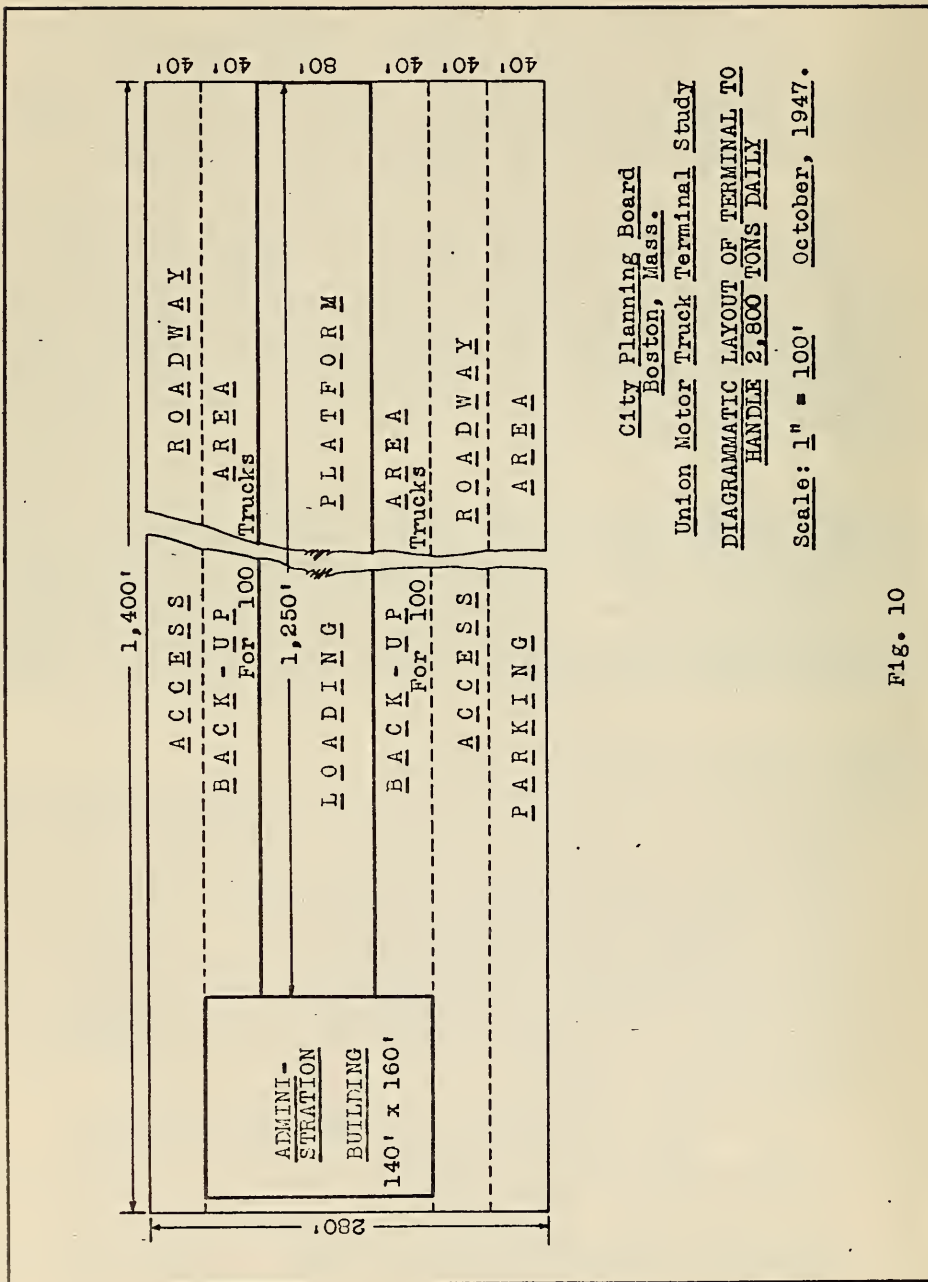 1,400'
280'
ADMINI-
STRATION
BUILDING
140' x 160'
1,250'
ACCESS ROADWAY
40'
BACK-UP AREA
For 100 Trucks
40'
LOADING PLATFORM
80'
BACK-UP AREA
For 100 Trucks
40'
ACCESS ROADWAY
40'
PARKING AREA
40'
City Planning Board
Boston, Mass.
Union Motor Truck Terminal Study
DIAGRAMMATIC LAYOUT OF TERMINAL TO
HANDLE 2,800 TONS DAILY
Scale: 1" = 100' October, 1947.
Fig. 10